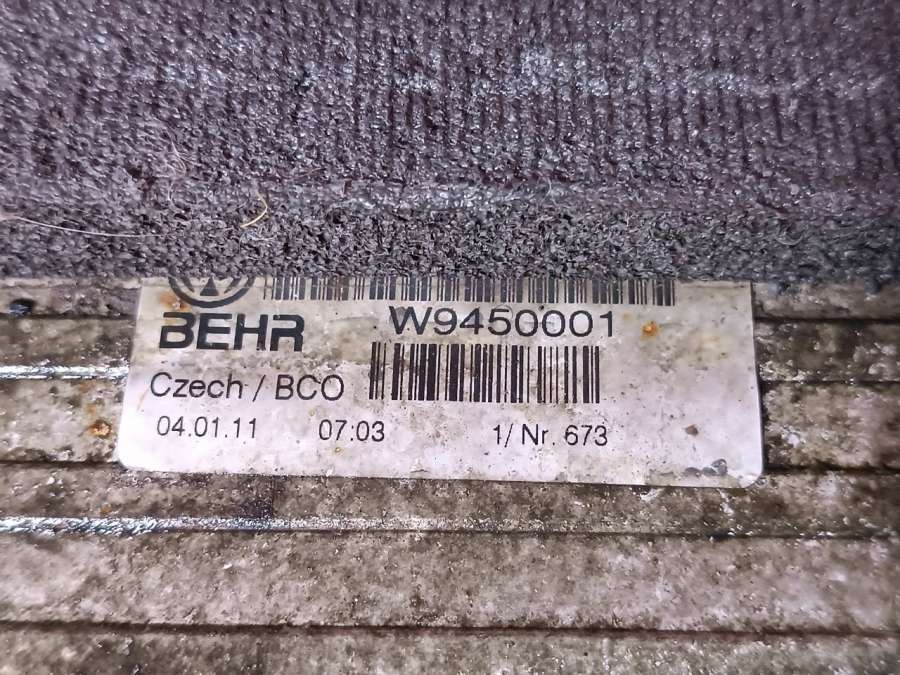 BEHR W9450001
Czech / BCO
04.01.11 07:03 1/ Nr. 673